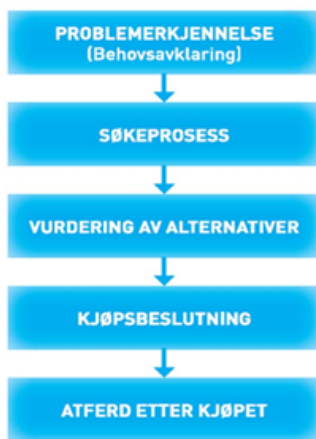 PROBLEMERKJENNELSE
(Behovsavklaring)
SØKEPROSESS
VURDERING AV ALTERNATIVER
KJØPSBESLUTNING
ATFERD ETTER KJØPET